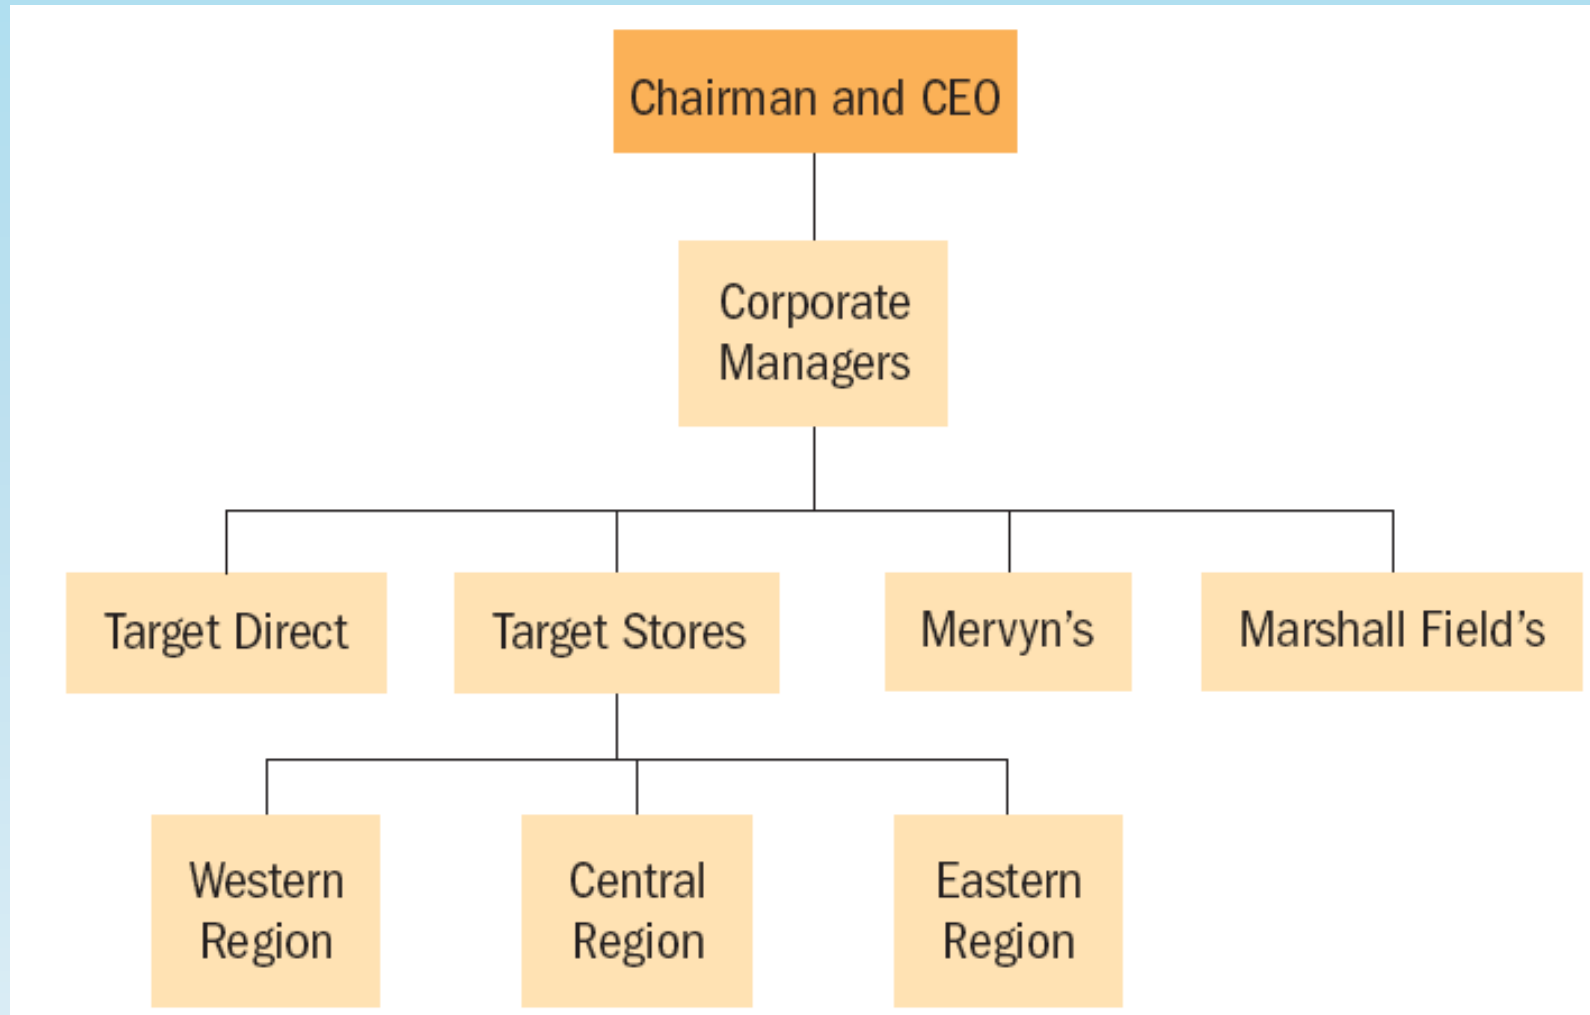 Chairman and CEO
Corporate
Managers
Target Direct
Target Stores
Mervyn’s
Marshall Field’s
Western
Region
Central
Region
Eastern
Region